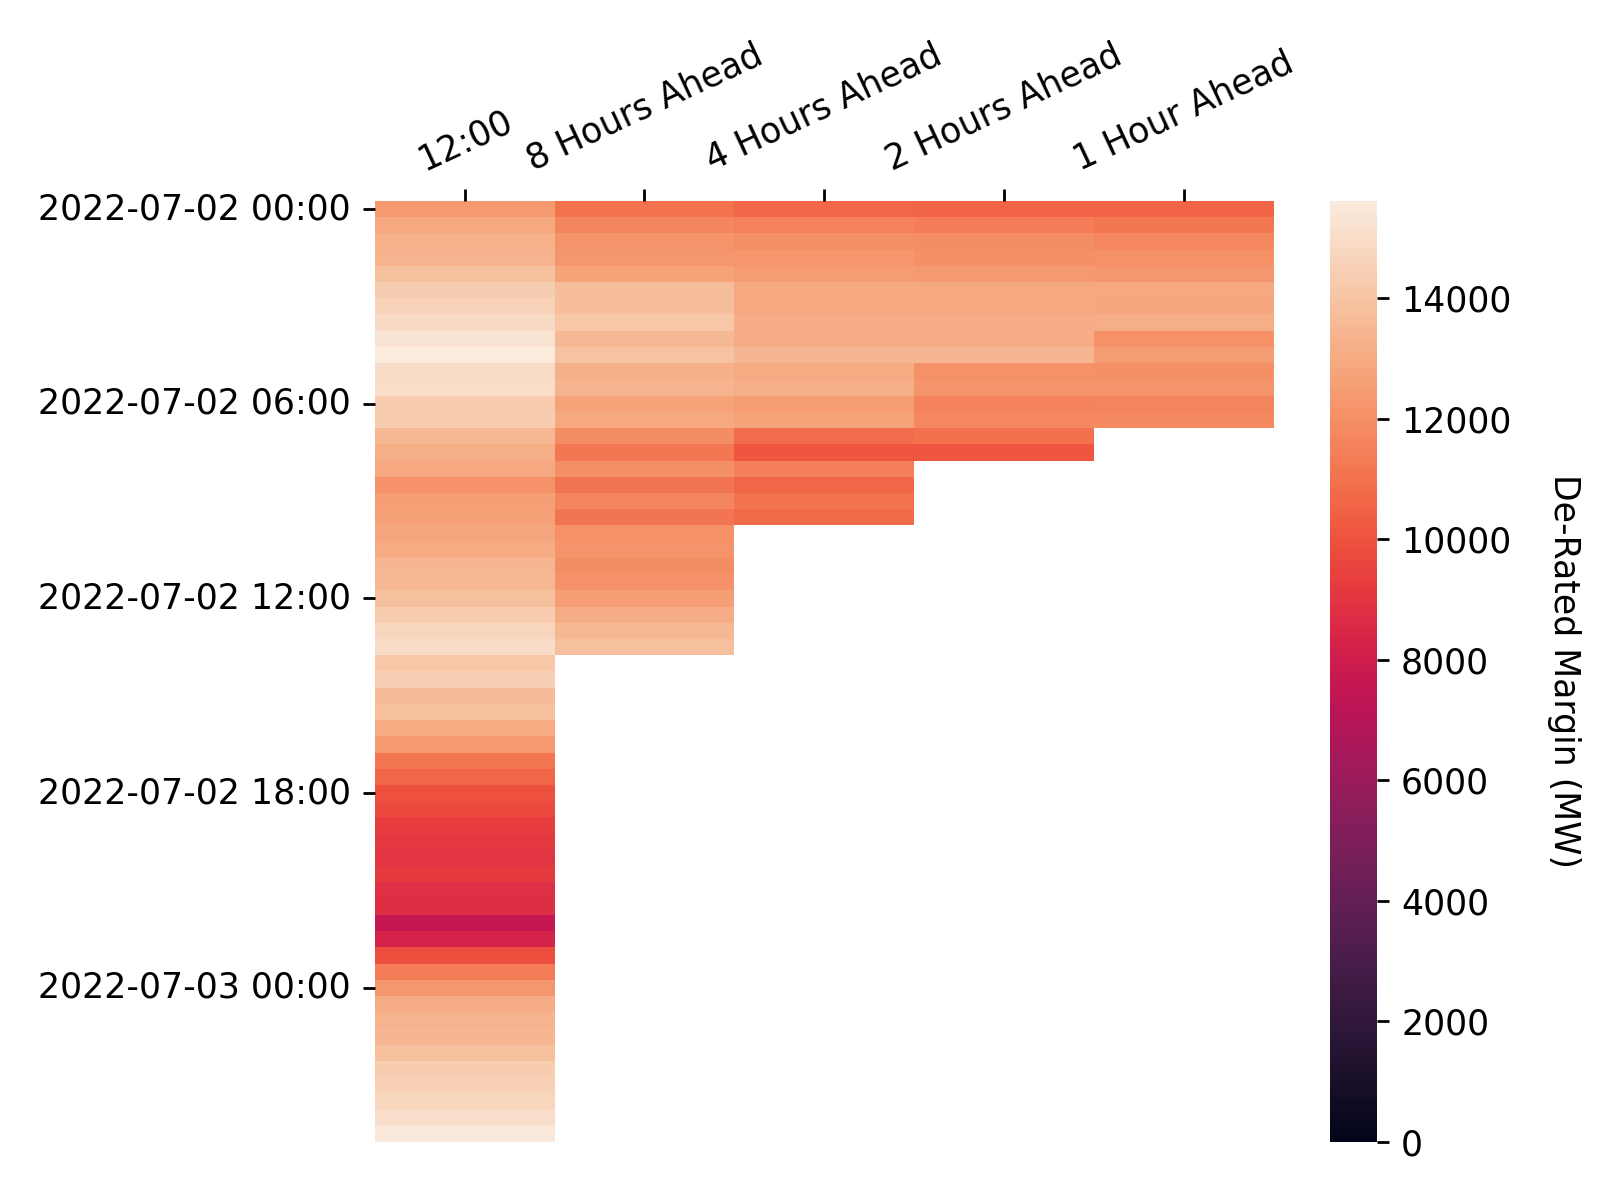 12:00
8 Hours Ahead
4 Hours Ahead
2 Hours Ahead
1 Hour Ahead
2022-07-02 00:00
2022-07-02 06:00
2022-07-02 12:00
2022-07-02 18:00
2022-07-03 00:00
14000
12000
10000
8000
6000
4000
2000
0
De-Rated Margin (MW)